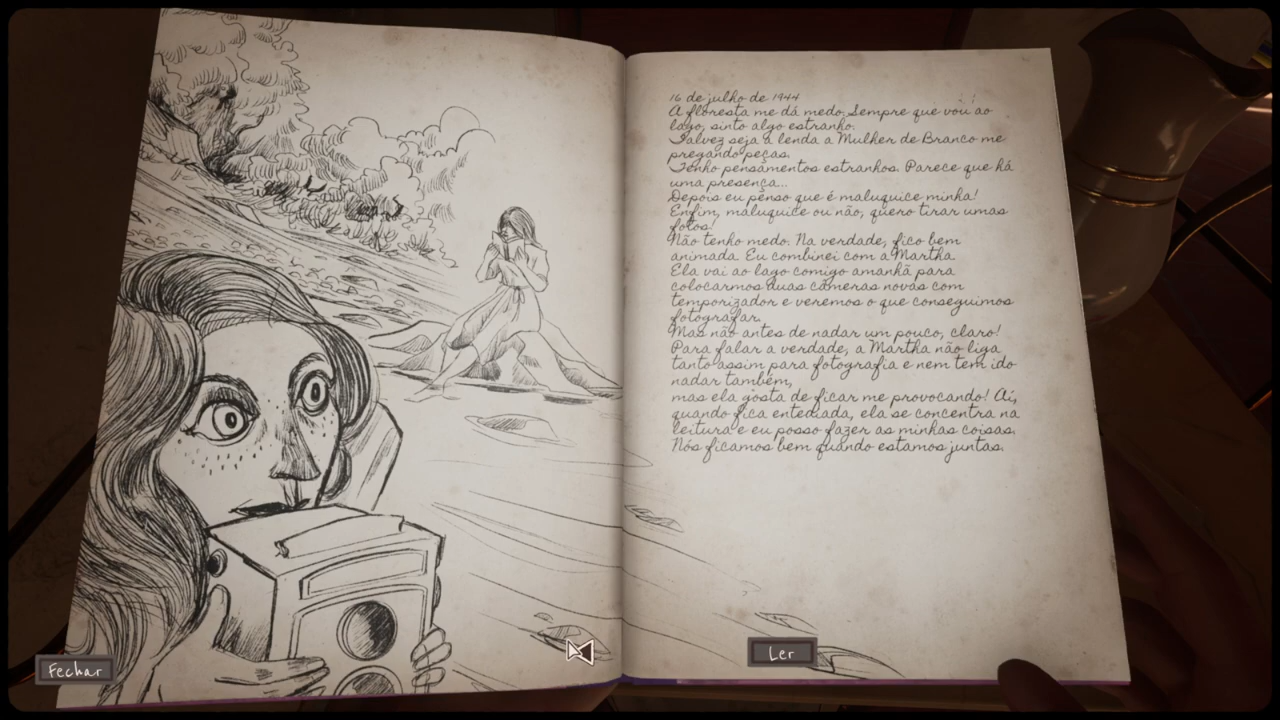 16 de julho de 1944
A floresta me dá medo. Sempre que vou ao
lago, sinto algo estranho.
Talvez seja a lenda a Mulher de Branco me
pregando peças.
Tenho pensamentos estranhos. Parece que há
uma presença...
Depois eu penso que é maluquice minha!
Enfim, maluquice ou não, quero tirar umas
fotos!
Não tenho medo. Na verdade, fico bem
animada. Eu combinei com a Martha.
Ela vai ao lago comigo amanhã para
colocarmos duas câmeras novas com
temporizador e veremos o que conseguimos
fotografar.
Mas não antes de nadar um pouco, claro!
Para falar a verdade, a Martha não liga
tanto assim para fotografia e nem tem ido
nadar também,
mas ela gosta de ficar me provocando! Aí,
quando fica entediada, ela se concentra na
leitura e eu posso fazer as minhas coisas.
Nós ficamos bem quando estamos juntas.
Fechar
Ler